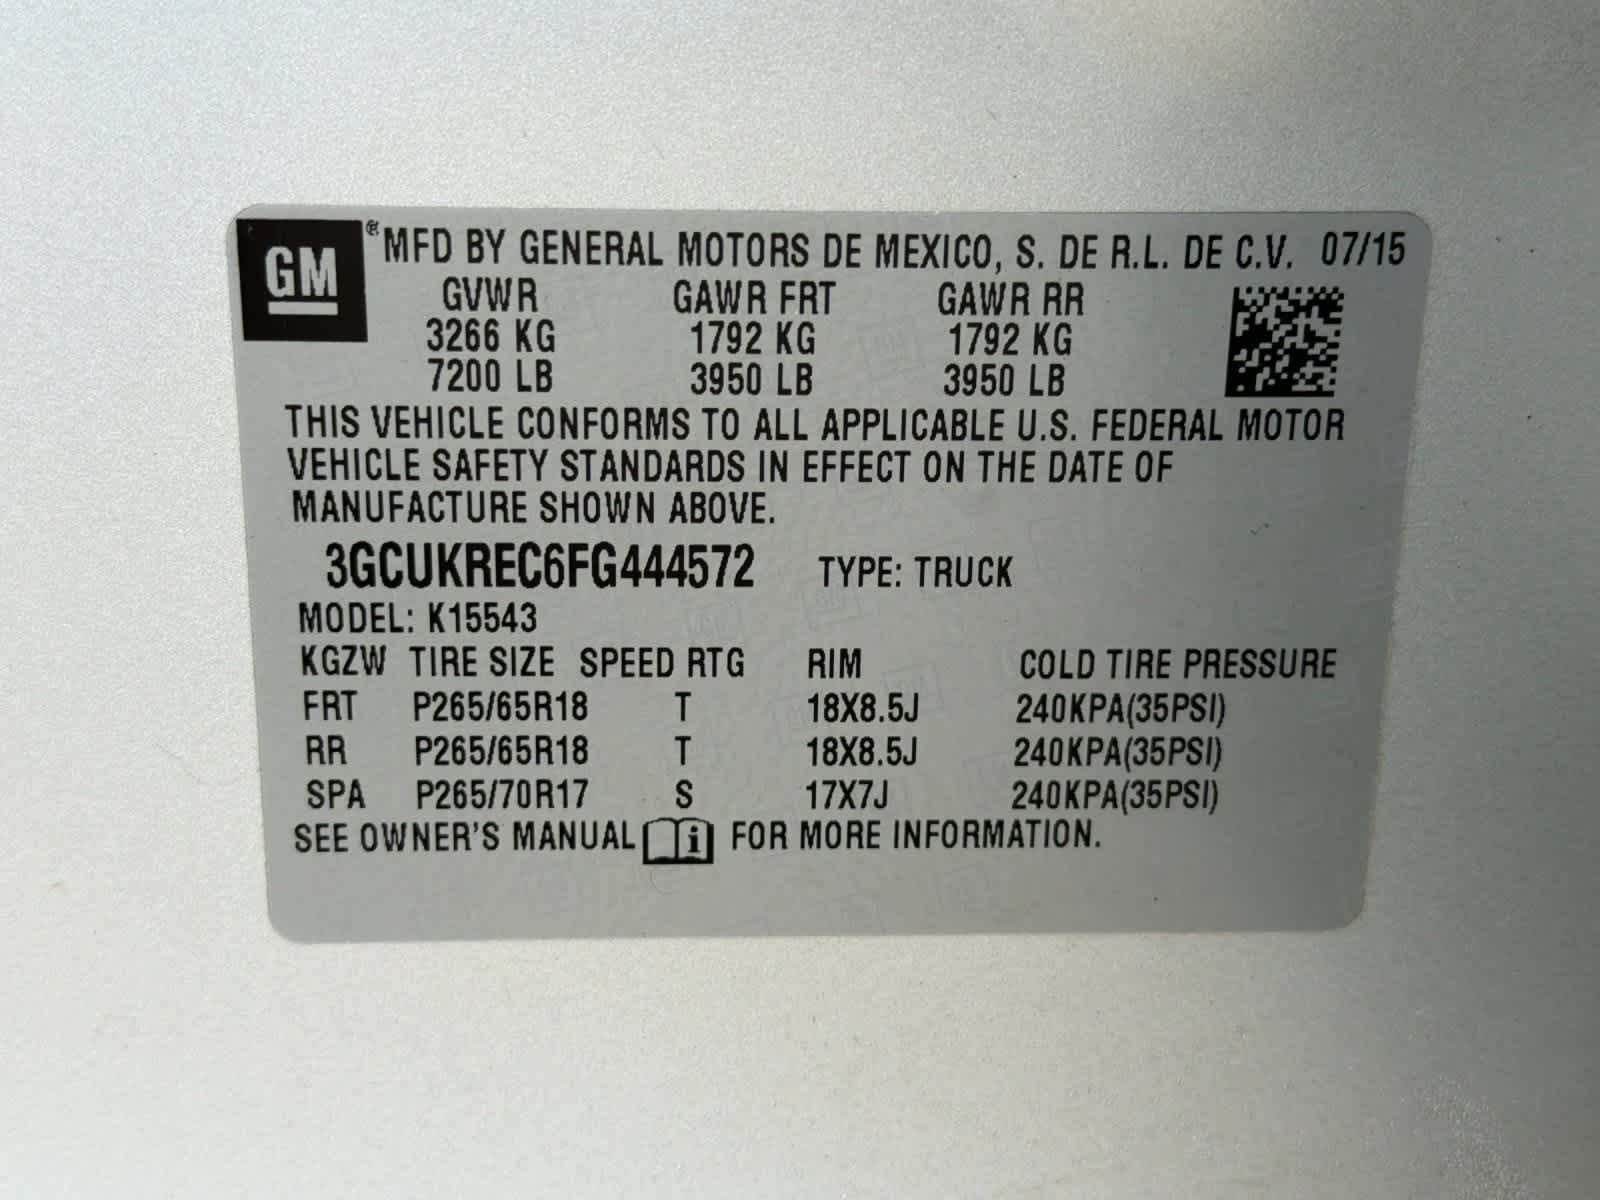 GM ® MFD BY GENERAL MOTORS DE MEXICO, S. DE R.L. DE C.V. 07/15
GVWR GAWR FRT GAWR RR
3266 KG 1792 KG 1792 KG
7200 LB 3950 LB 3950 LB
THIS VEHICLE CONFORMS TO ALL APPLICABLE U.S. FEDERAL MOTOR
VEHICLE SAFETY STANDARDS IN EFFECT ON THE DATE OF
MANUFACTURE SHOWN ABOVE.
3GCUKREC6FG444572 TYPE: TRUCK
MODEL: K15543
KGZW TIRE SIZE SPEED RTG RIM COLD TIRE PRESSURE
FRT P265/65R18 T 18X8.5J 240KPA(35PSI)
RR P265/65R18 T 18X8.5J 240KPA(35PSI)
SPA P265/70R17 S 17X7J 240KPA(35PSI)
SEE OWNER'S MANUAL i FOR MORE INFORMATION.